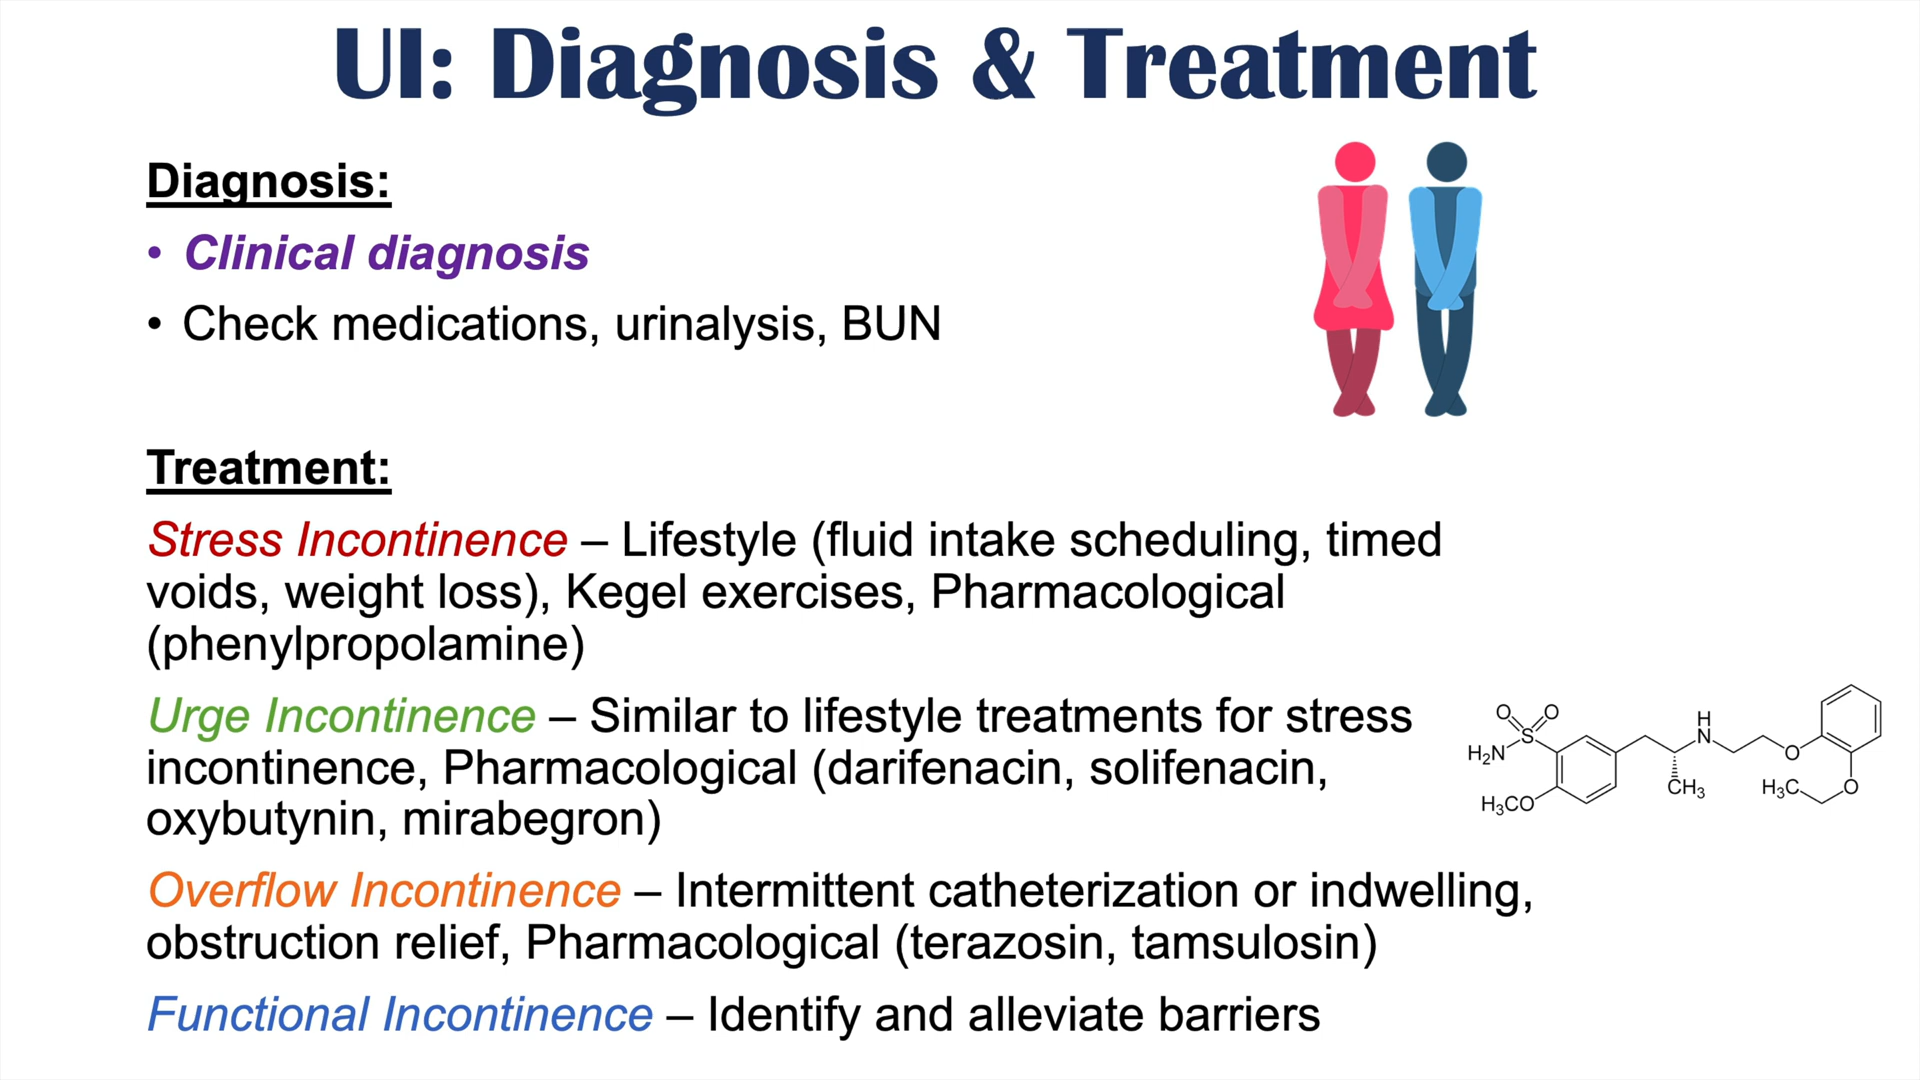 UI: Diagnosis & Treatment
Diagnosis:
• Clinical diagnosis
• Check medications, urinalysis, BUN
Treatment:
Stress Incontinence – Lifestyle (fluid intake scheduling, timed
voids, weight loss), Kegel exercises, Pharmacological
(phenylpropolamine)
Urge Incontinence – Similar to lifestyle treatments for stress
incontinence, Pharmacological (darifenacin, solifenacin,
oxybutynin, mirabegron)
O O
S
H₂N
H₃CO
H
N
CH₃
O
H₃C
O
Overflow Incontinence – Intermittent catheterization or indwelling,
obstruction relief, Pharmacological (terazosin, tamsulosin)
Functional Incontinence – Identify and alleviate barriers